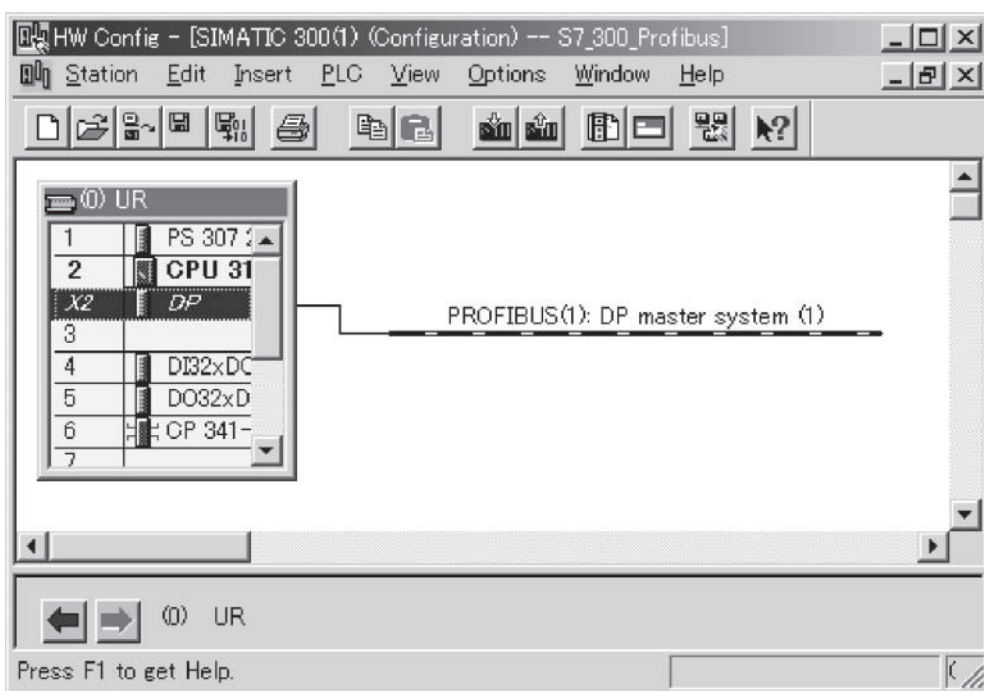 HW Config - [SIMATIC 300(1) (Configuration) -- S7_300_Profibus]
Station Edit Insert PLC View Options Window Help
(0) UR
1 PS 307 2
2 CPU 31
X2 DP
3
4 DI32xDC
5 DO32xD
6 CP 341-
7
PROFIBUS(1): DP master system (1)
(0) UR
Press F1 to get Help.